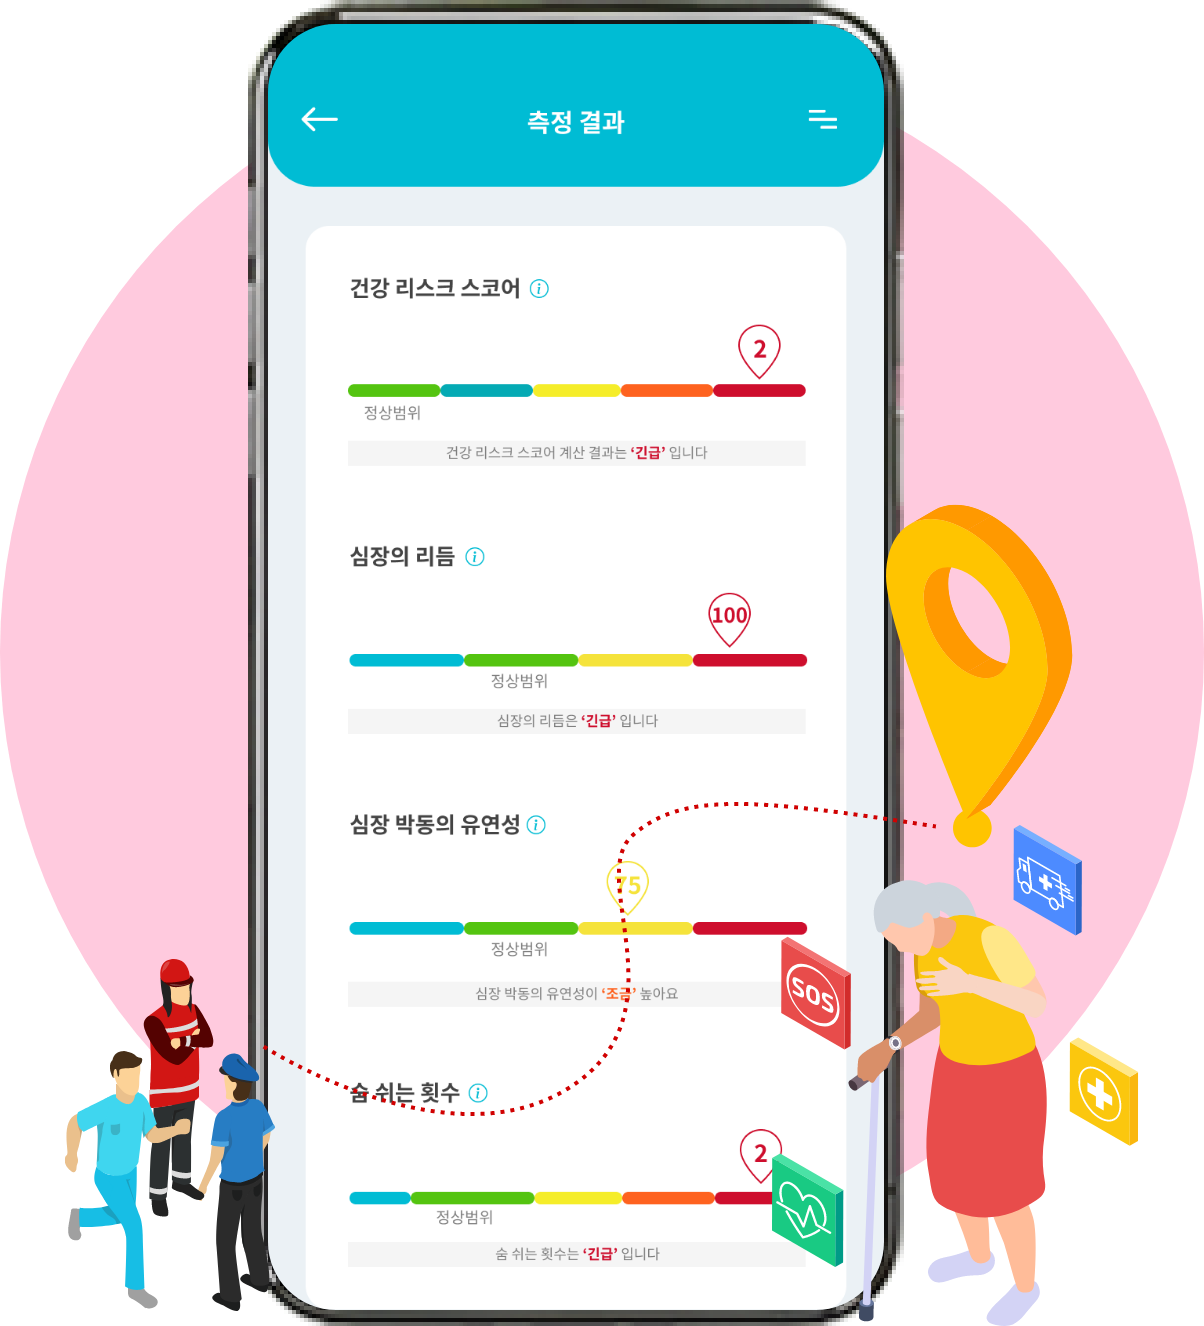 측정 결과
건강 리스크 스코어 i
2
정상범위
건강 리스크 스코어 계산 결과는 ‘긴급’ 입니다
심장의 리듬 i
100
정상범위
심장의 리듬은 ‘긴급’ 입니다
심장 박동의 유연성 i
75
정상범위
심장 박동의 유연성이 ‘조금’ 높아요
SOS
숨 쉬는 횟수 i
2
정상범위
숨 쉬는 횟수는 ‘긴급’ 입니다